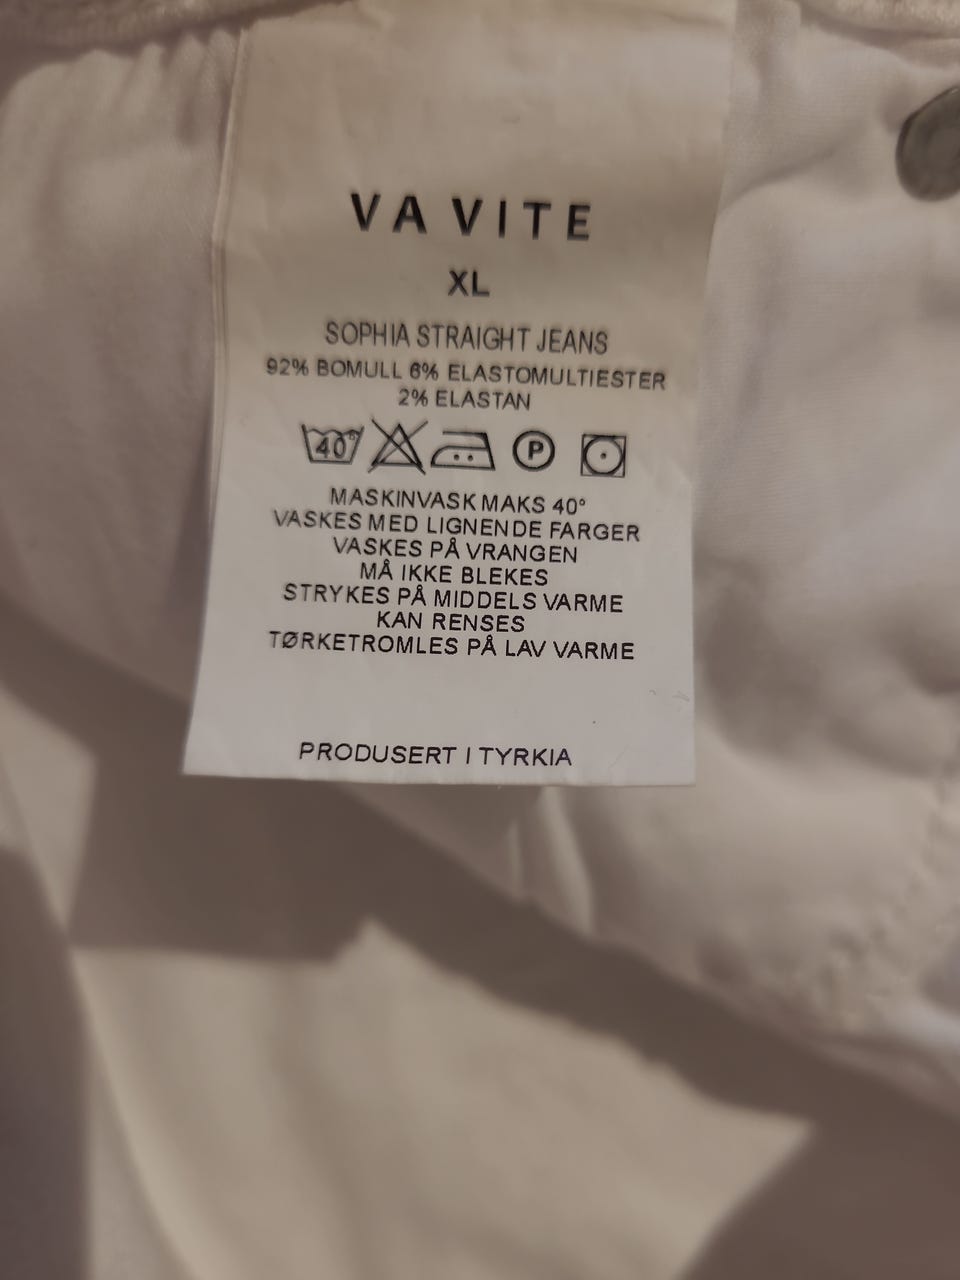 VA VITE
XL
SOPHIA STRAIGHT JEANS
92% BOMULL 6% ELASTOMULTIESTER
2% ELASTAN
40° P
MASKINVASK MAKS 40°
VASKES MED LIGNENDE FARGER
VASKES PÅ VRANGEN
MÅ IKKE BLEKES
STRYKES PÅ MIDDELS VARME
KAN RENSES
TØRKETROMLES PÅ LAV VARME
PRODUSERT I TYRKIA